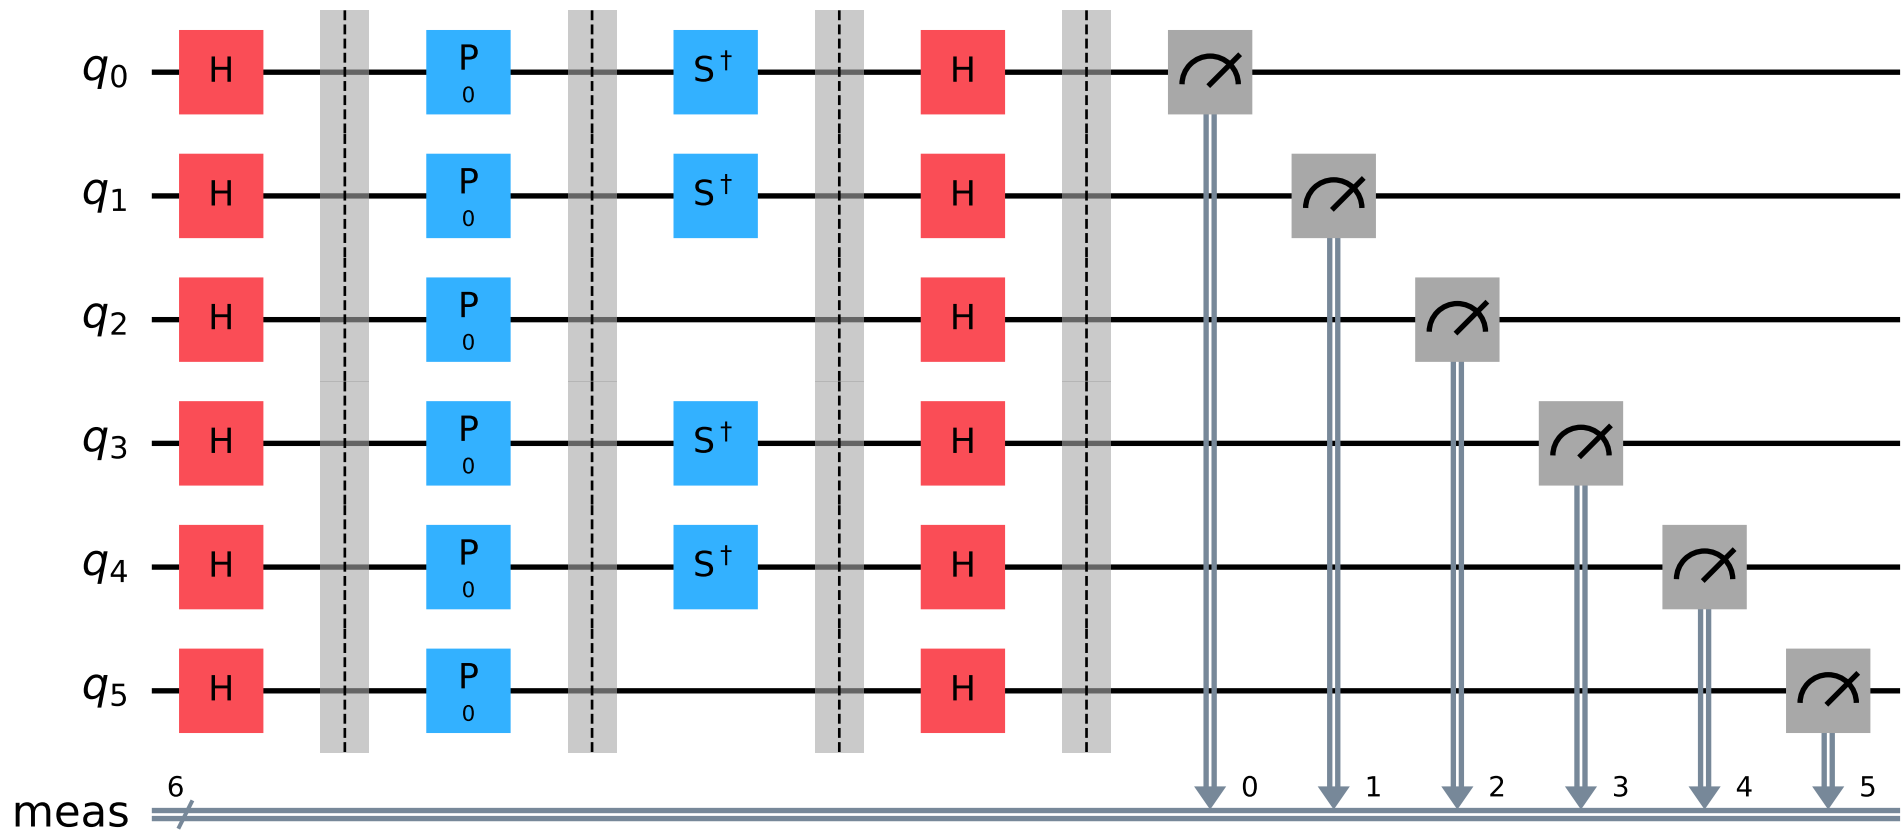 q0 H P 0 S† H
q1 H P 0 S† H
q2 H P 0 H
q3 H P 0 S† H
q4 H P 0 S† H
q5 H P 0 H
6 0 1 2 3 4 5
meas